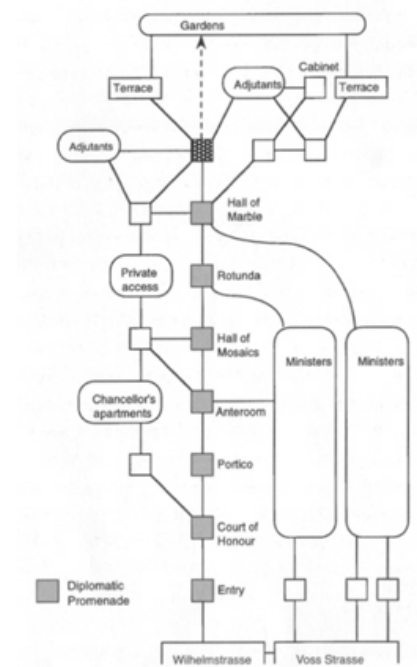 Gardens
Cabinet
Terrace
Adjutants
Terrace
Adjutants
Hall of
Marble
Private
access
Rotunda
Hall of
Mosaics
Ministers
Ministers
Chancellor's
apartments
Anteroom
Portico
Court of
Honour
Diplomatic
Promenade
Entry
Wilhelmstrasse
Voss Strasse